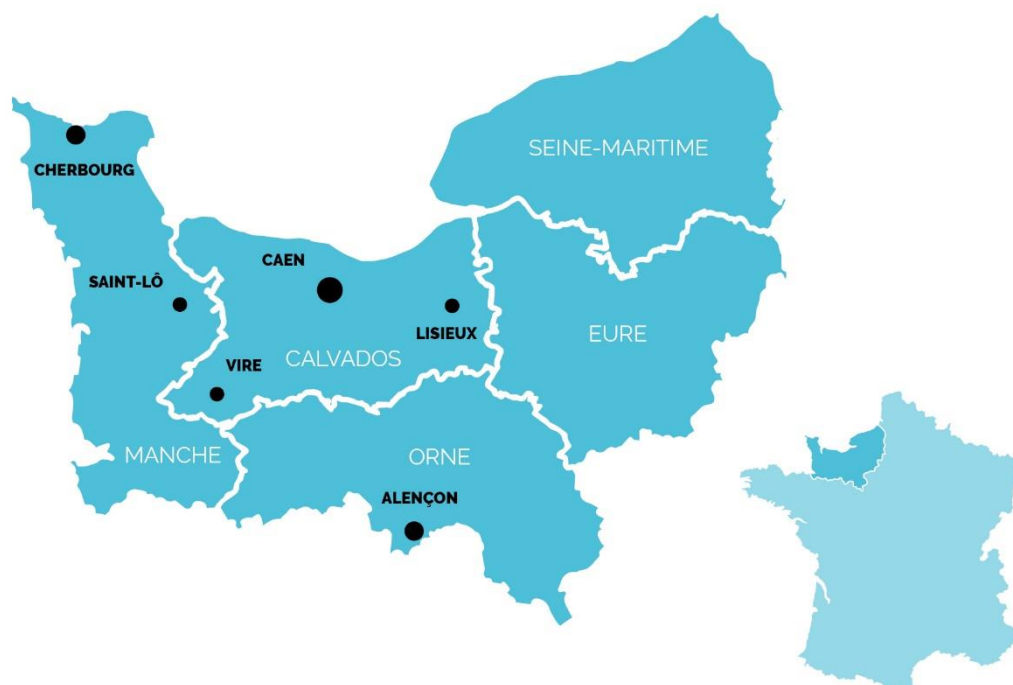 SEINE-MARITIME
CHERBOURG
CAEN
SAINT-LÔ
LISIEUX
EURE
CALVADOS
VIRE
MANCHE
ORNE
ALENÇON